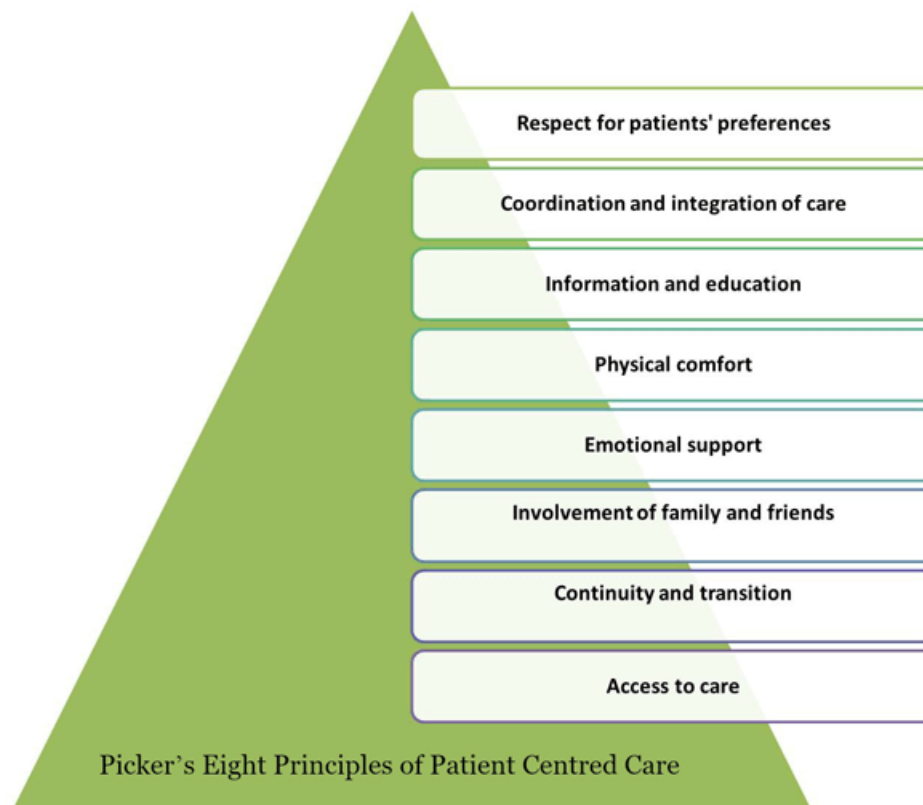 Respect for patients' preferences
Coordination and integration of care
Information and education
Physical comfort
Emotional support
Involvement of family and friends
Continuity and transition
Access to care
Picker's Eight Principles of Patient Centred Care